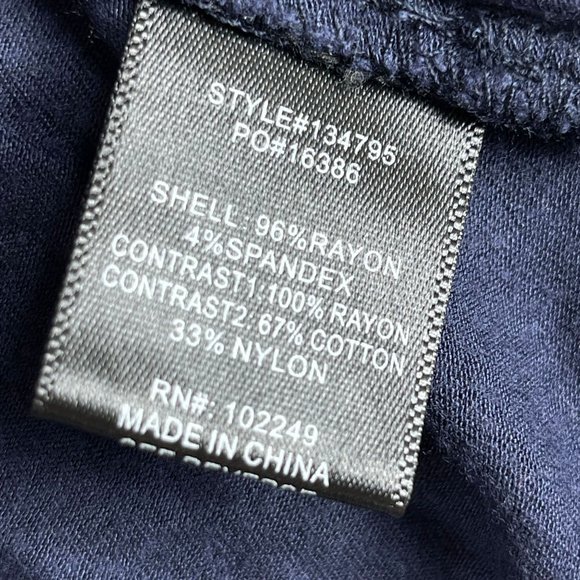 STYLE#134795
PO#16386
SHELL: 96%RAYON
4%SPANDEX
CONTRAST1.100% RAYON
CONTRAST2. 67% COTTON
33% NYLON
RN#: 102249
MADE IN CHINA